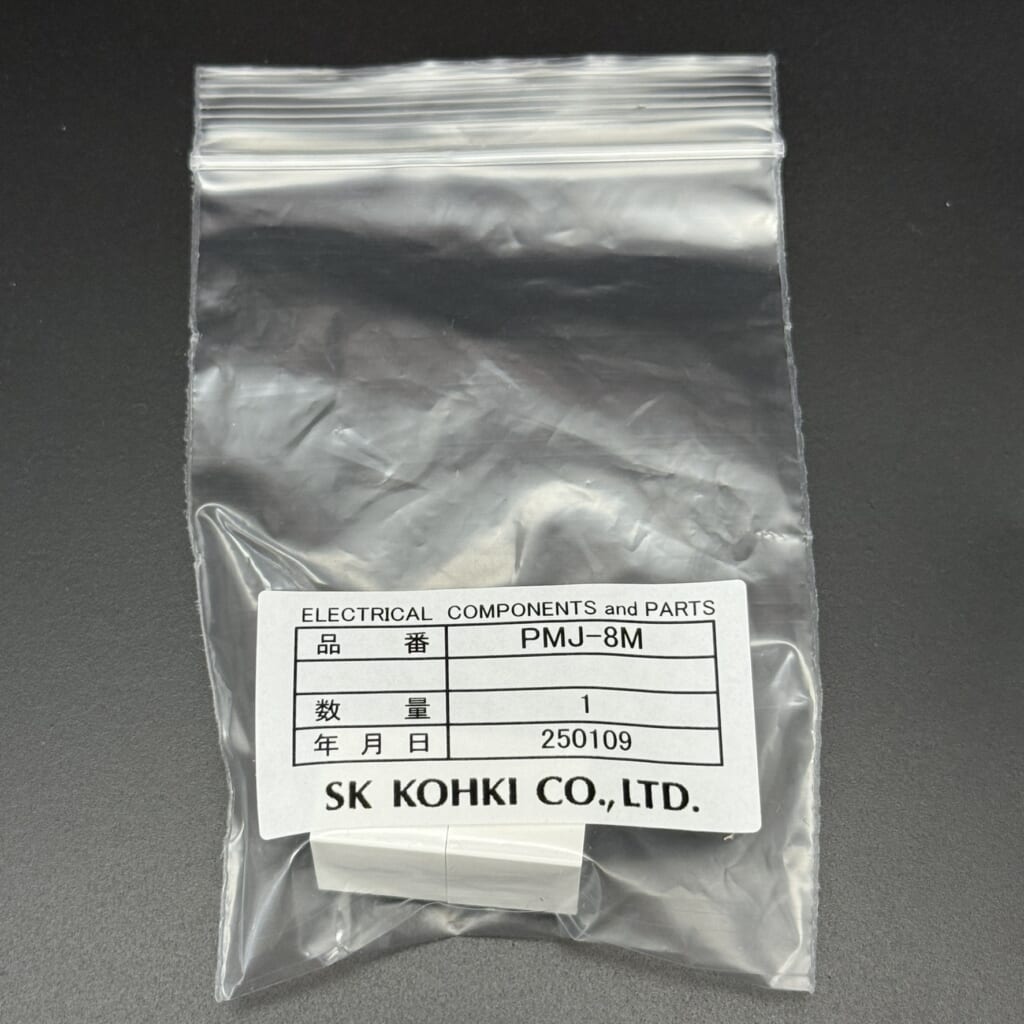 ELECTRICAL COMPONENTS and PARTS
品 番 PMJ-8M
数 量 1
年 月 日 250109
SK KOHKI CO., LTD.